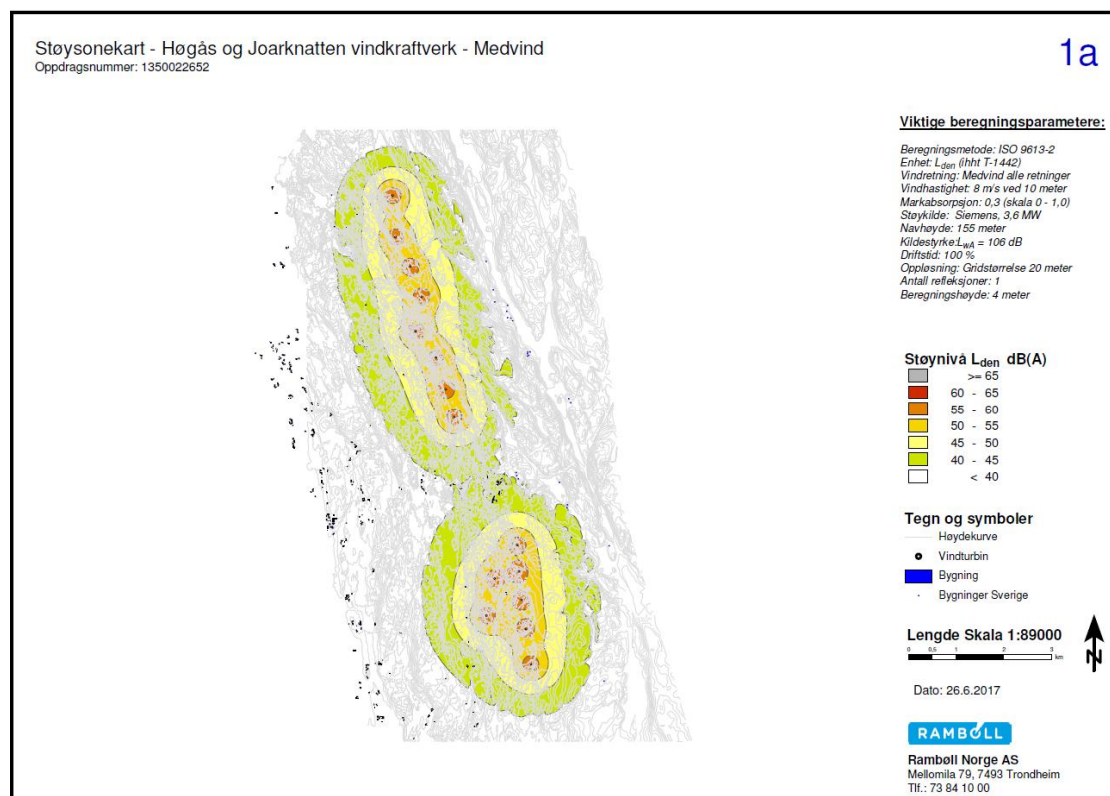 Støysonekart - Høgås og Joarknatten vindkraftverk - Medvind
Oppdragsnummer: 1350022652
1a
Viktige beregningsparametere:
Beregningsmetode: ISO 9613-2
Enhet: Lden (ihht T-1442)
Vindretning: Medvind alle retninger
Vindhastighet: 8 m/s ved 10 meter
Markabsorpsjon: 0,3 (skala 0 - 1,0)
Støykilde: Siemens, 3,6 MW
Navhøyde: 155 meter
Kildestyrke:LwA = 106 dB
Driftstid: 100 %
Oppløsning: Gridstørrelse 20 meter
Antall refleksjoner: 1
Beregningshøyde: 4 meter
Støynivå Lden dB(A)
>= 65
60 - 65
55 - 60
50 - 55
45 - 50
40 - 45
< 40
Tegn og symboler
Høydekurve
Vindturbin
Bygning
Bygninger Sverige
Lengde Skala 1:89000
0 0,5 1 2 3
km
N
Dato: 26.6.2017
RAMBOLL
Rambøll Norge AS
Mellomila 79, 7493 Trondheim
Tlf.: 73 84 10 00